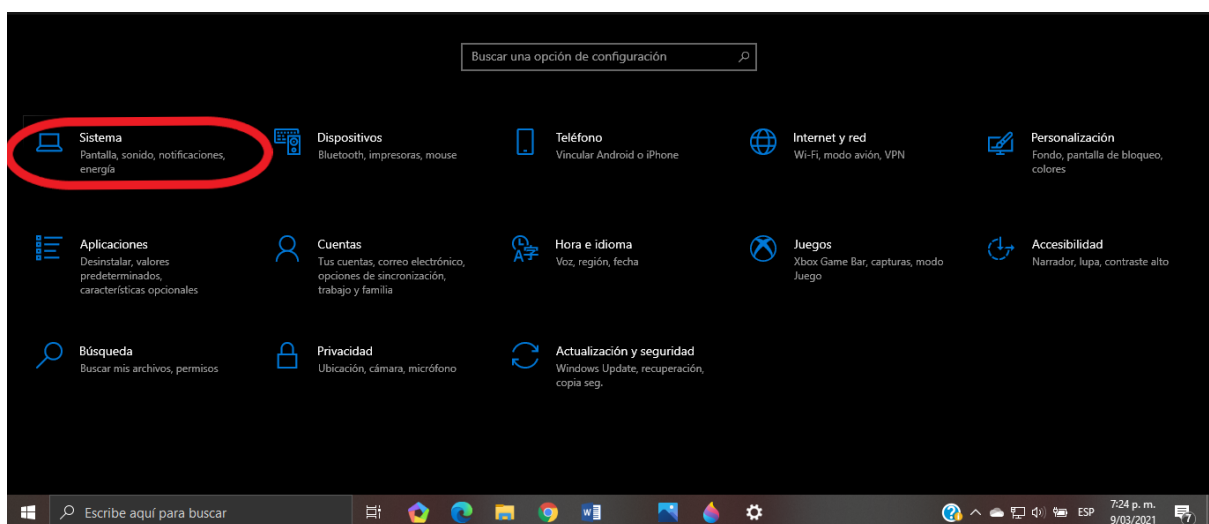 Buscar una opción de configuración
Sistema
Pantalla, sonido, notificaciones,
energía
Dispositivos
Bluetooth, impresoras, mouse
Teléfono
Vincular Android o iPhone
Internet y red
Wi-Fi, modo avión, VPN
Personalización
Fondo, pantalla de bloqueo,
colores
Aplicaciones
Desinstalar, valores
predeterminados,
características opcionales
Cuentas
Tus cuentas, correo electrónico,
opciones de sincronización,
trabajo y familia
Hora e idioma
Voz, región, fecha
Juegos
Xbox Game Bar, capturas, modo
Juego
Accesibilidad
Narrador, lupa, contraste alto
Búsqueda
Buscar mis archivos, permisos
Privacidad
Ubicación, cámara, micrófono
Actualización y seguridad
Windows Update, recuperación,
copia seg.
Escribe aquí para buscar
ESP
7:24 p. m.
9/03/2021
7